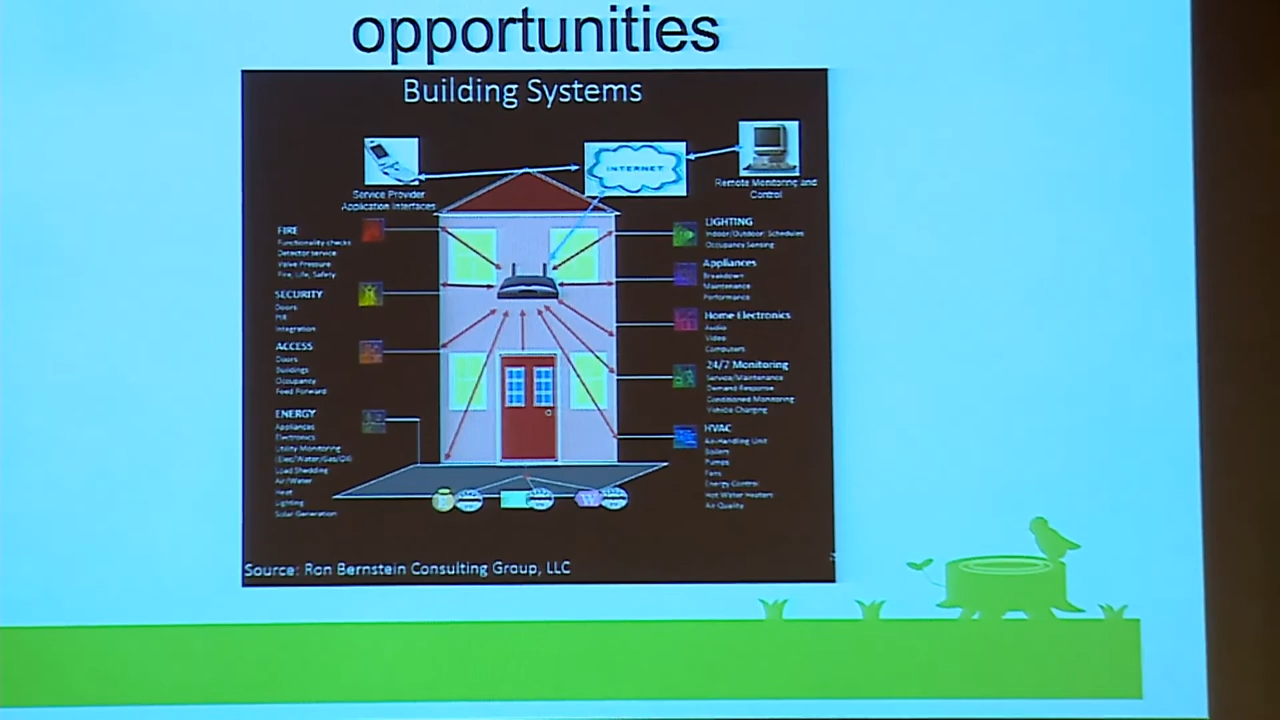 opportunities
Building Systems
INTERNET
Service Provider
Application Interfaces
Remote Monitoring and
Control
FIRE
Functionality checks
Detector service
Valve Pressure
Fire, Life, Safety
SECURITY
Doors
PIR
Integration
ACCESS
Doors
Buildings
Occupancy
Feed Forward
ENERGY
Appliances
Electronics
Utility Monitoring
(Elec/Water/Gas/Oil)
Load Shedding
Air/Water
Heat
Lighting
Solar Generation
LIGHTING
Indoor/Outdoor Schedules
Occupancy Sensing
Appliances
Breakdown
Maintenance
Performance
Home Electronics
Audio
Video
Computers
24/7 Monitoring
Service/Maintenance
Demand Response
Conditioned Monitoring
Vehicle Charging
HVAC
Air-Handling Unit
Boilers
Pumps
Fans
Energy Control
Hot Water Heaters
Air Quality
Source: Ron Bernstein Consulting Group, LLC